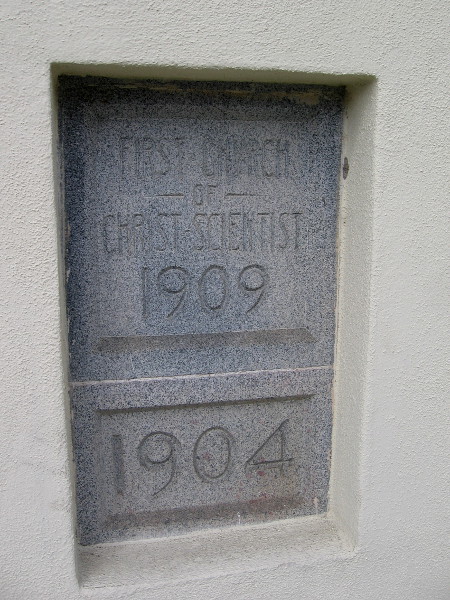 FIRST CHURCH
— OF —
CHRIST SCIENTIST
1909
1904